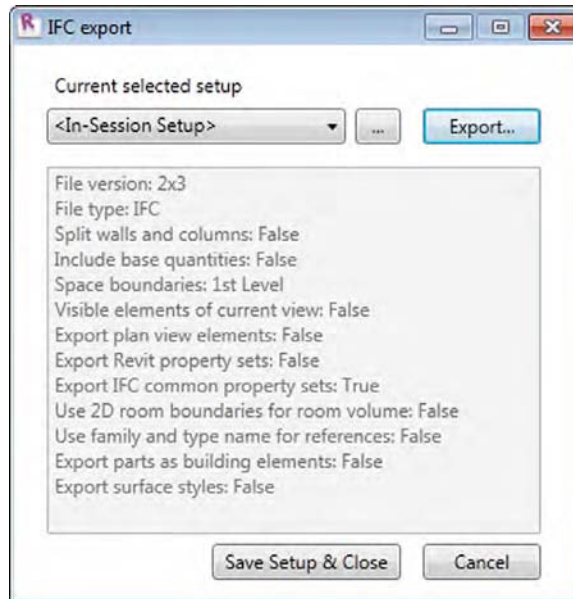 IFC export
Current selected setup
<In-Session Setup>
...
Export...
File version: 2x3
File type: IFC
Split walls and columns: False
Include base quantities: False
Space boundaries: 1st Level
Visible elements of current view: False
Export plan view elements: False
Export Revit property sets: False
Export IFC common property sets: True
Use 2D room boundaries for room volume: False
Use family and type name for references: False
Export parts as building elements: False
Export surface styles: False
Save Setup & Close
Cancel